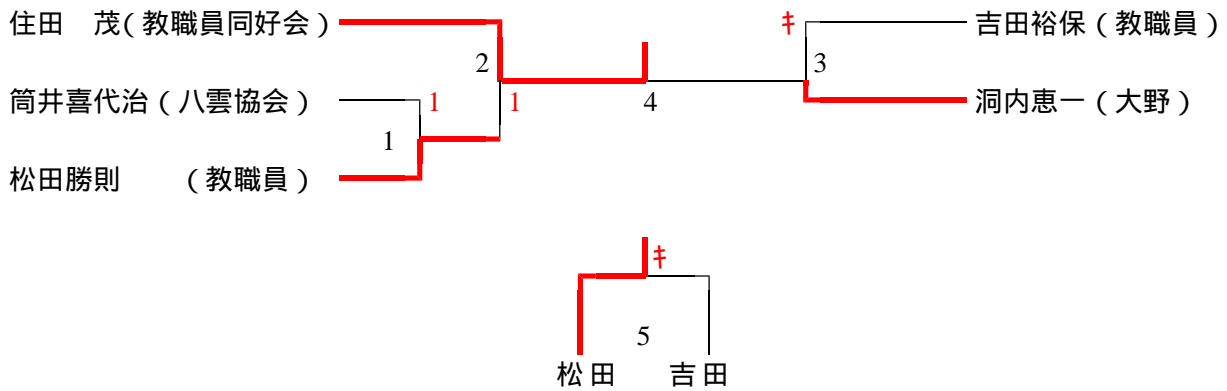 住田　茂(教職員同好会)
ｷ
吉田裕保(教職員)
2
3
筒井喜代治(八雲協会)
1
1
4
洞内恵一(大野)
1
松田勝則　　(教職員)
ｷ
5
松田　吉田